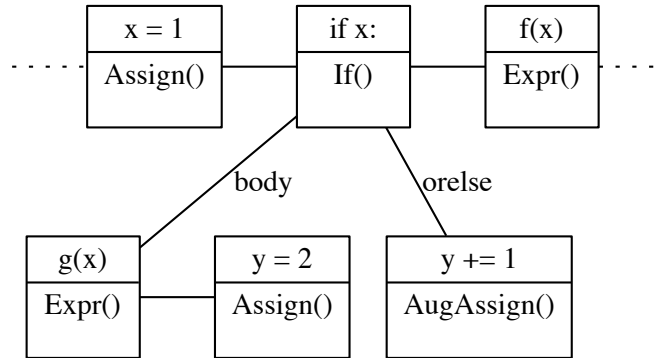 x = 1
if x:
f(x)
Assign()
If()
Expr()
body
orelse
g(x)
y = 2
y += 1
Expr()
Assign()
AugAssign()